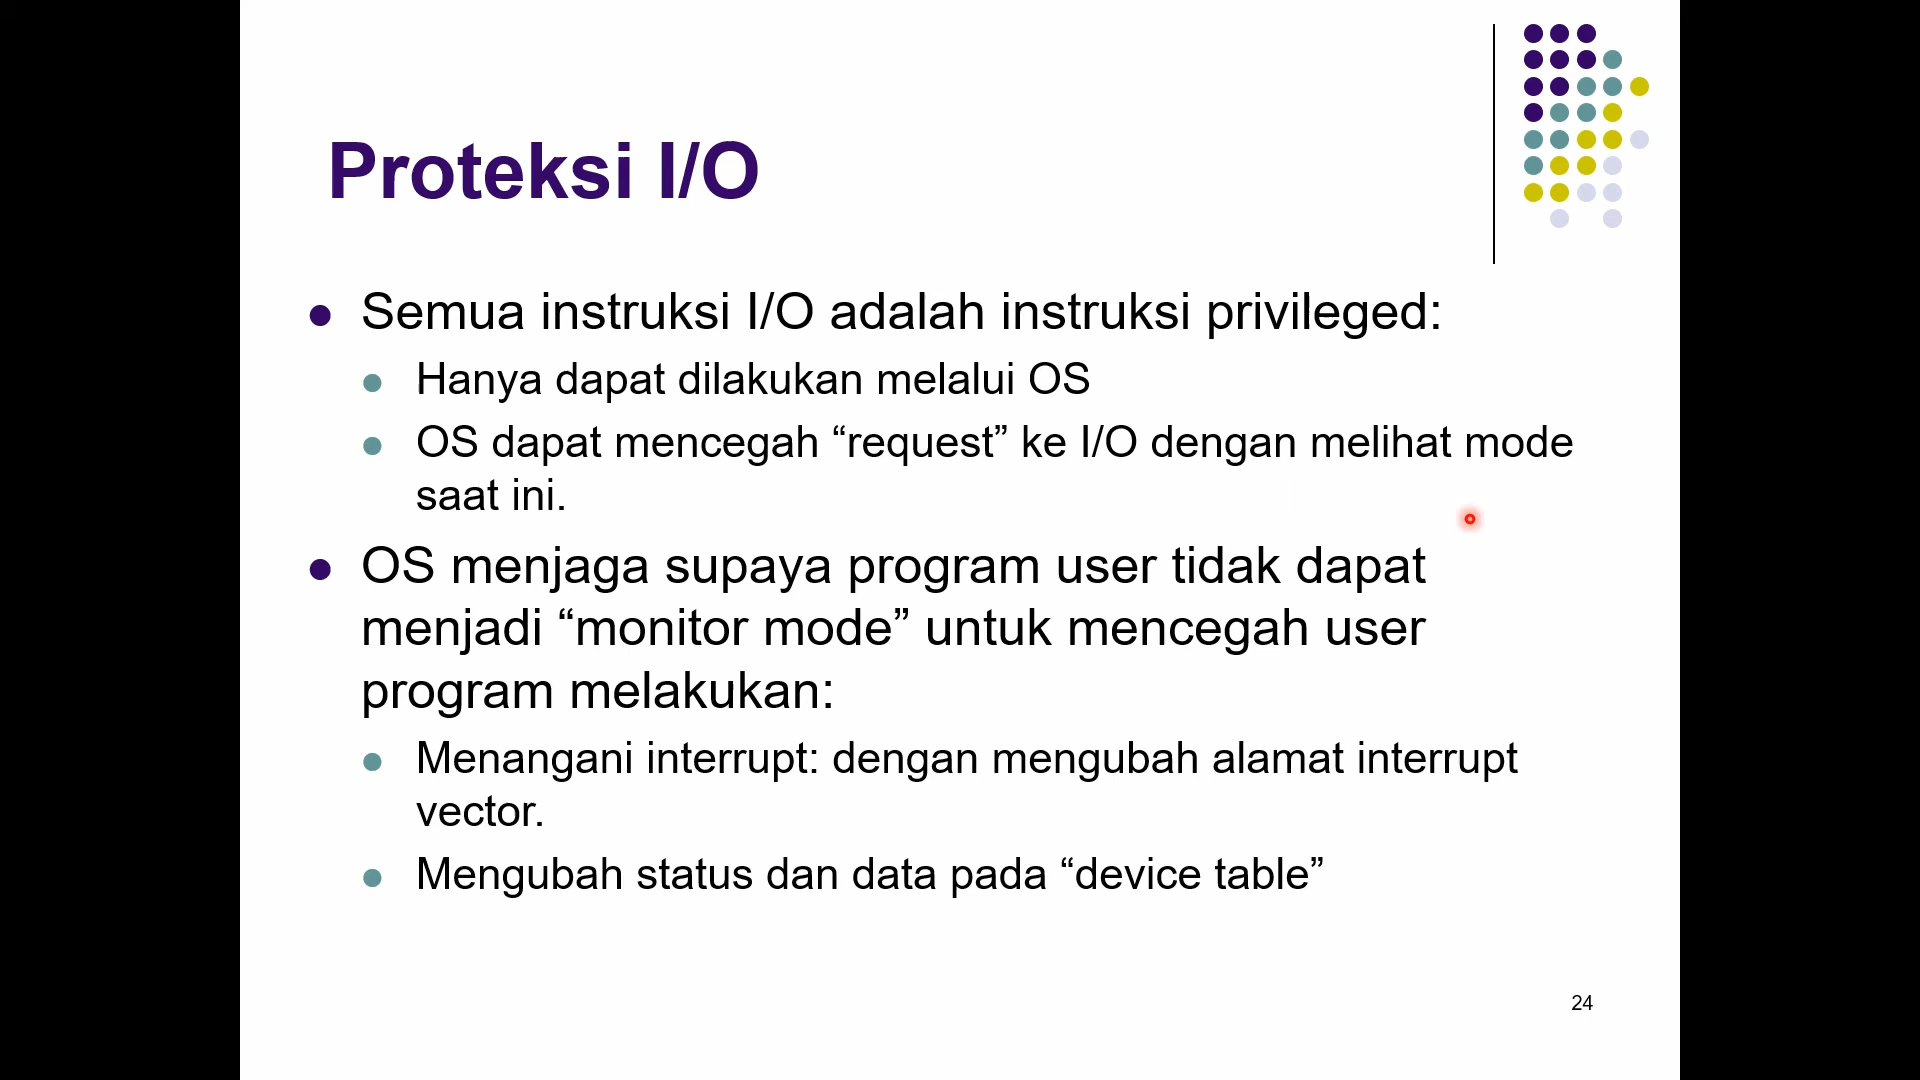 Proteksi I/O
Semua instruksi I/O adalah instruksi privileged:
Hanya dapat dilakukan melalui OS
OS dapat mencegah “request” ke I/O dengan melihat mode
saat ini.
OS menjaga supaya program user tidak dapat
menjadi “monitor mode” untuk mencegah user
program melakukan:
Menangani interrupt: dengan mengubah alamat interrupt
vector.
Mengubah status dan data pada “device table”
24